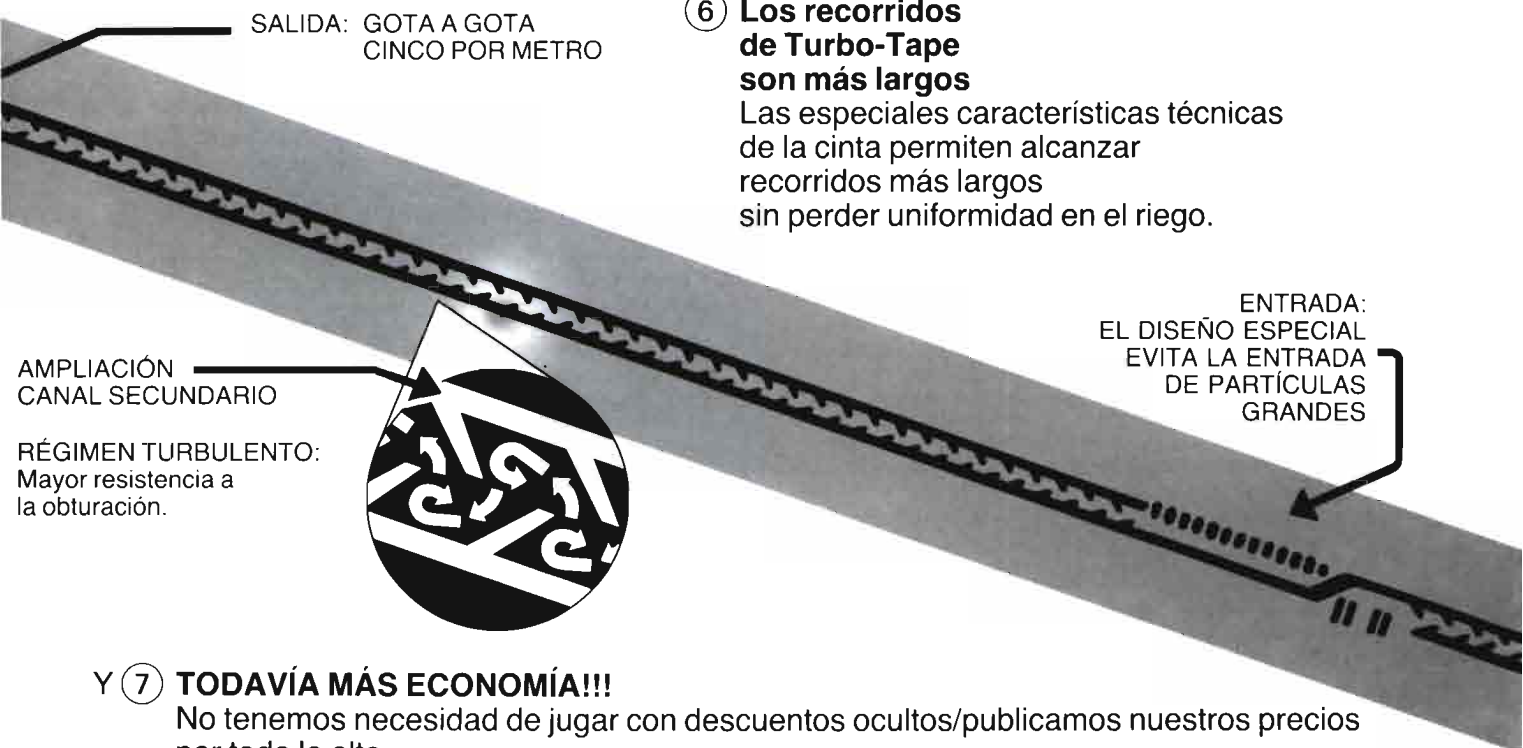 SALIDA: GOTA A GOTA
CINCO POR METRO
6 Los recorridos
de Turbo-Tape
son más largos
Las especiales características técnicas
de la cinta permiten alcanzar
recorridos más largos
sin perder uniformidad en el riego.
ENTRADA:
EL DISEÑO ESPECIAL
EVITA LA ENTRADA
DE PARTÍCULAS
GRANDES
AMPLIACIÓN
CANAL SECUNDARIO
RÉGIMEN TURBULENTO:
Mayor resistencia a
la obturación.
Y 7 TODAVÍA MÁS ECONOMÍA!!!
No tenemos necesidad de jugar con descuentos ocultos/publicamos nuestros precios